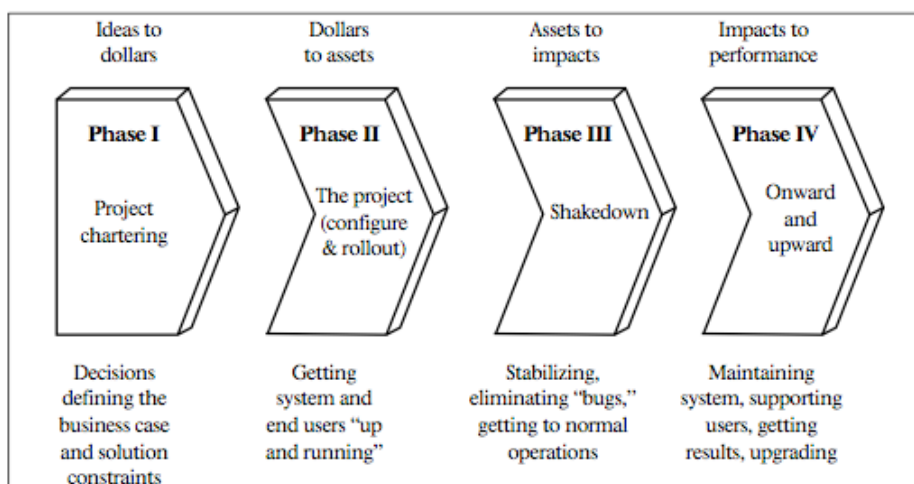 Ideas to
dollars
Dollars
to assets
Assets to
impacts
Impacts to
performance
Phase I
Project
chartering
Phase II
The project
(configure
& rollout)
Phase III
Shakedown
Phase IV
Onward
and
upward
Decisions
defining the
business case
and solution
constraints
Getting
system and
end users “up
and running”
Stabilizing,
eliminating “bugs,”
getting to normal
operations
Maintaining
system, supporting
users, getting
results, upgrading